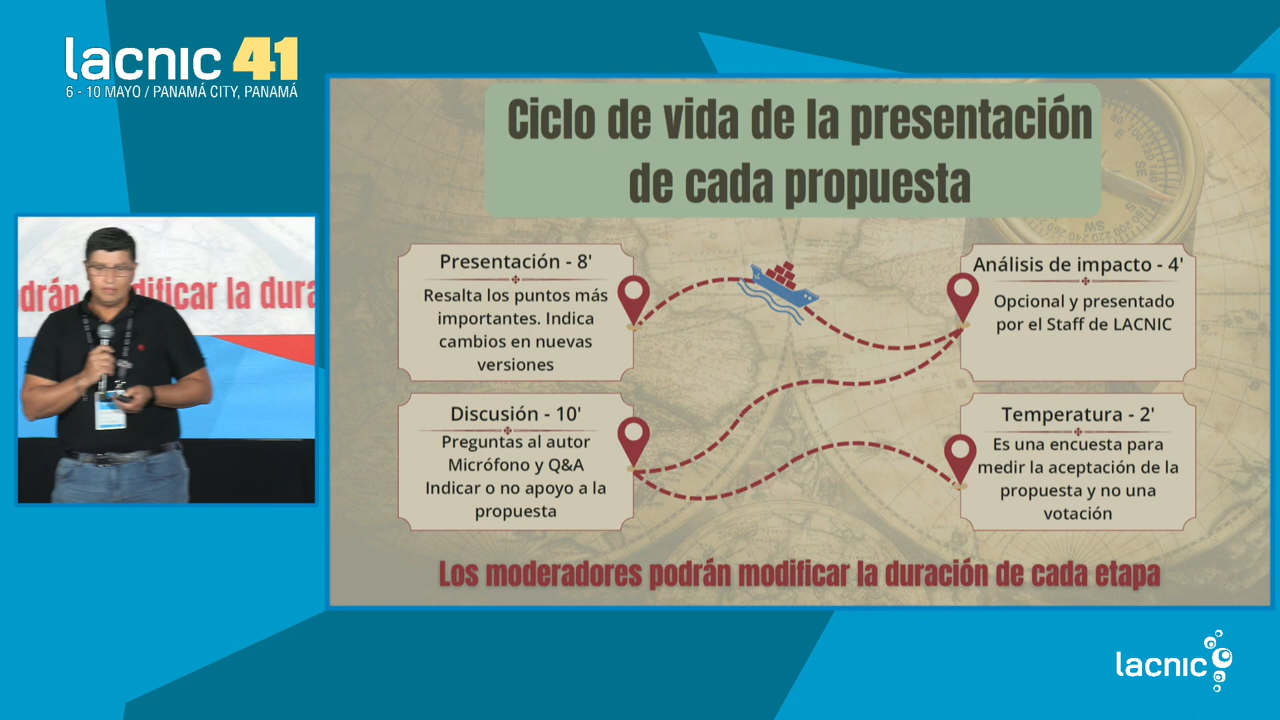 lacnic 41
6 - 10 MAYO / PANAMÁ CITY, PANAMÁ
Ciclo de vida de la presentación
de cada propuesta
Presentación - 8'
Resalta los puntos más
importantes. Indica
cambios en nuevas
versiones
Análisis de impacto - 4'
Opcional y presentado
por el Staff de LACNIC
Discusión - 10'
Preguntas al autor
Micrófono y Q&A
Indicar o no apoyo a la
propuesta
Temperatura - 2'
Es una encuesta para
medir la aceptación de la
propuesta y no una
votación
Los moderadores podrán modificar la duración de cada etapa
drán modificar la dura
E
SE
SW
lacnic